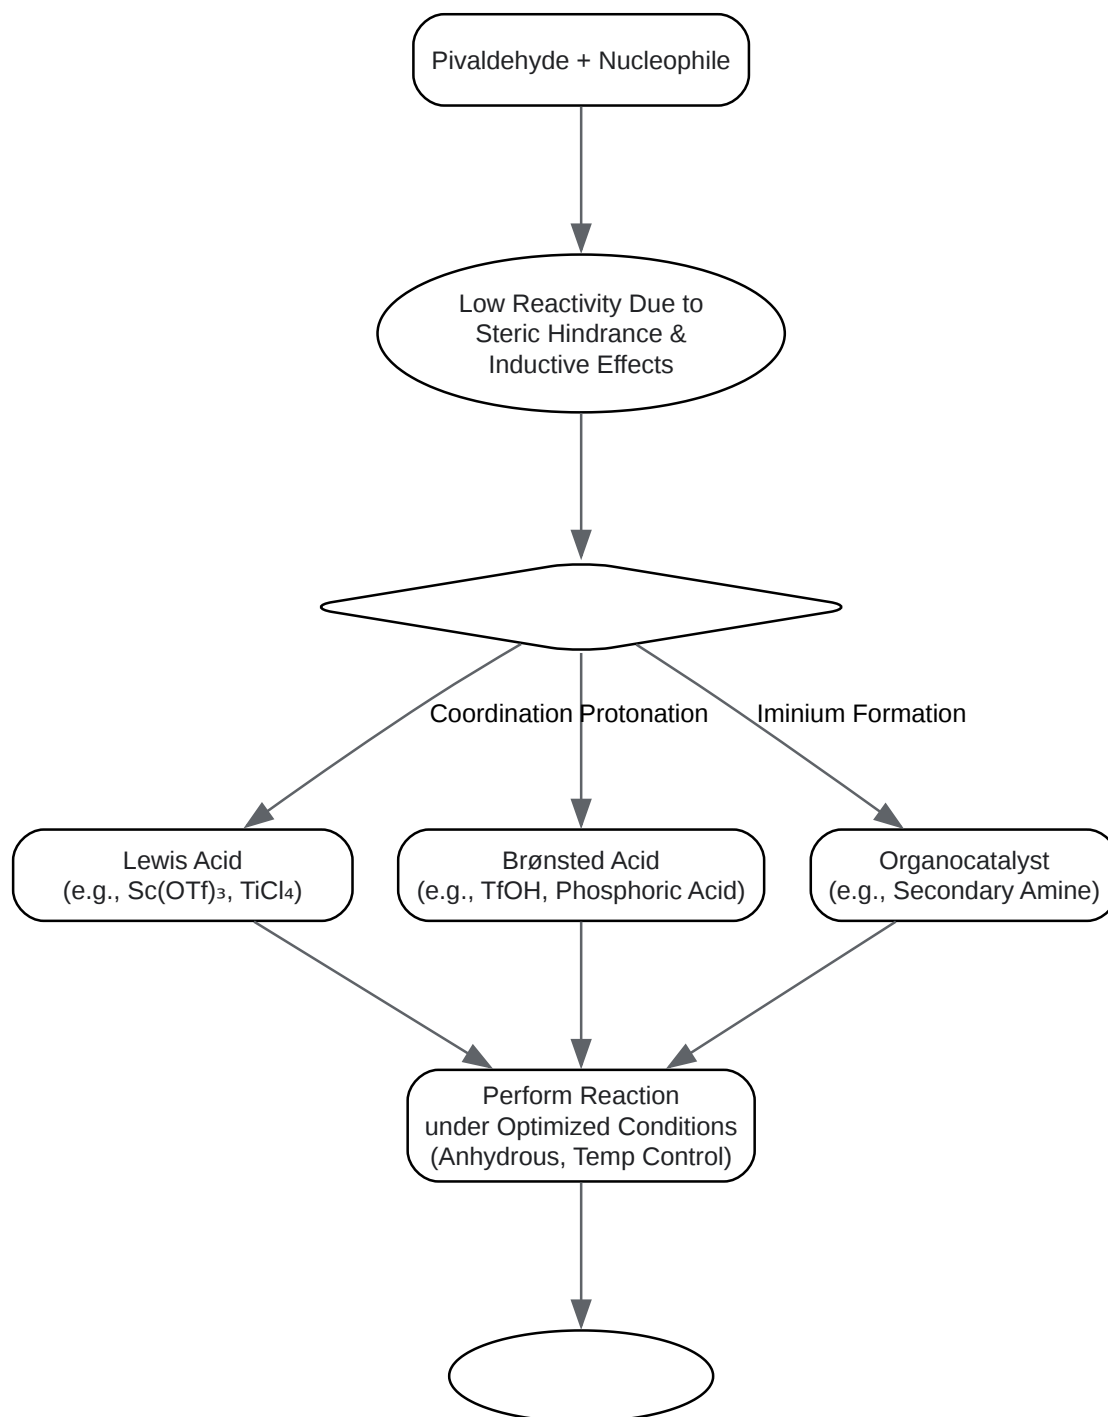 Pivaldehyde + Nucleophile
Low Reactivity Due to
Steric Hindrance &
Inductive Effects
Coordination
Protonation
Iminium Formation
Lewis Acid
(e.g., Sc(OTf)₃, TiCl₄)
Brønsted Acid
(e.g., TfOH, Phosphoric Acid)
Organocatalyst
(e.g., Secondary Amine)
Perform Reaction
under Optimized Conditions
(Anhydrous, Temp Control)